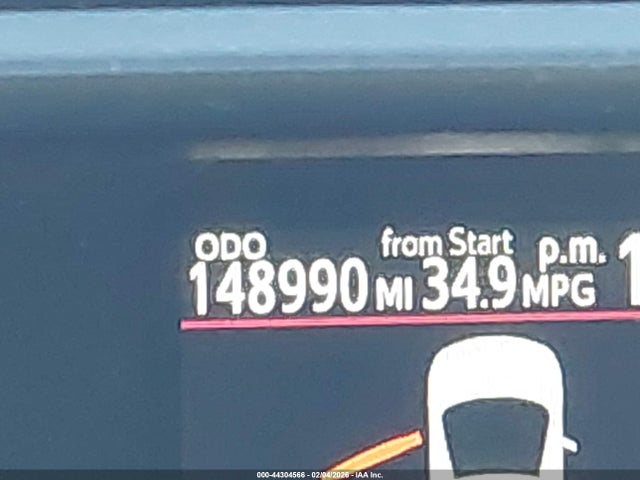 ODO from Start p.m.
148990 MI 34.9 MPG
000-44304566 - 02/04/2026 - IAA Inc.